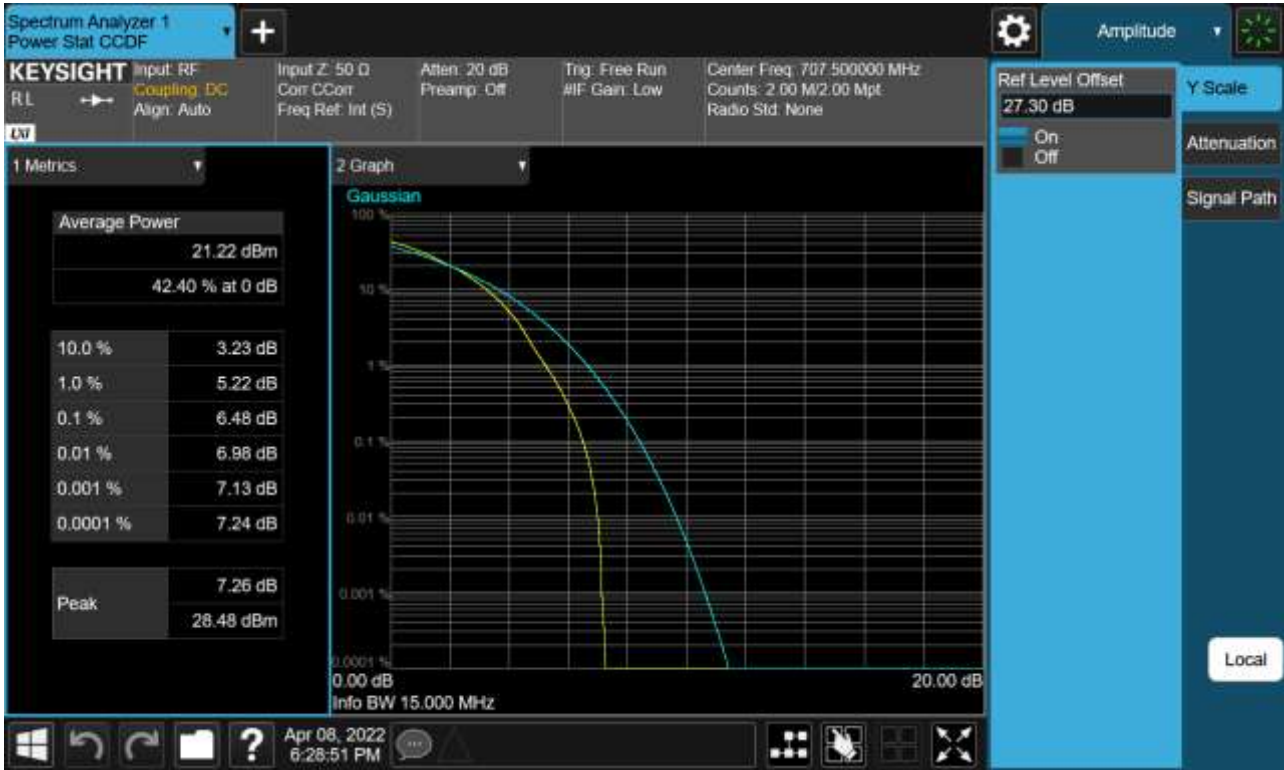 Spectrum Analyzer 1
Power Stat CCDF
+
Amplitude
KEYSIGHT
RL
LXI
Input: RF
Coupling: DC
Align: Auto
Input Z: 50 Ω
Corr CCorr
Freq Ref: Int (S)
Atten: 20 dB
Preamp: Off
Trig: Free Run
#IF Gain: Low
Center Freq: 707.500000 MHz
Counts: 2.00 M/2.00 Mpt
Radio Std: None
Ref Level Offset
27.30 dB
On
Off
Y Scale
Attenuation
Signal Path
1 Metrics
Average Power
21.22 dBm
42.40 % at 0 dB
10.0 % 3.23 dB
1.0 % 5.22 dB
0.1 % 6.48 dB
0.01 % 6.98 dB
0.001 % 7.13 dB
0.0001 % 7.24 dB
Peak
7.26 dB
28.48 dBm
2 Graph
Gaussian
100 %
10 %
1 %
0.1 %
0.01 %
0.001 %
0.0001 %
0.00 dB 20.00 dB
Info BW 15.000 MHz
Local
?
Apr 08, 2022
6:28:51 PM